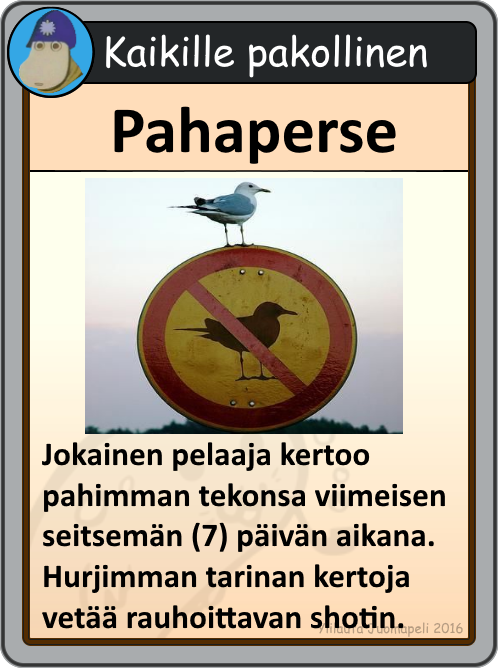 Kaikille pakollinen
Pahaperse
Jokainen pelaaja kertoo
pahimman tekonsa viimeisen
seitsemän (7) päivän aikana.
Hurjimman tarinan kertoja
vetää rauhoittavan shotin.
Juomapeli 2016